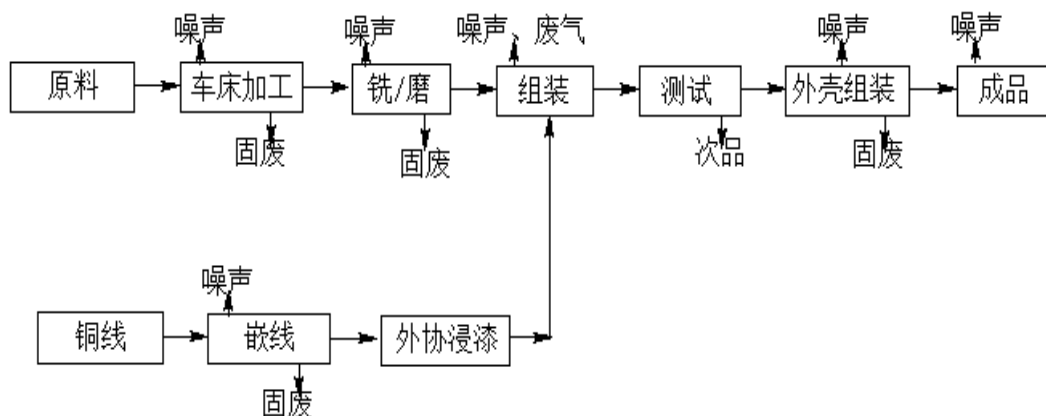 噪声
噪声
噪声、废气
噪声
噪声
原料
车床加工
铣/磨
组装
测试
外壳组装
成品
固废
固废
次品
固废
噪声
铜线
嵌线
外协浸漆
固废